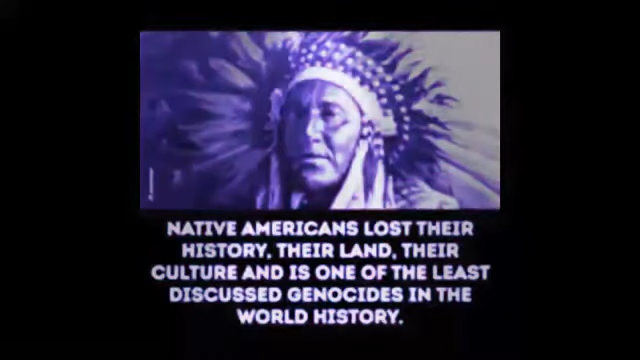 NATIVE AMERICANS LOST THEIR
HISTORY, THEIR LAND, THEIR
CULTURE AND IS ONE OF THE LEAST
DISCUSSED GENOCIDES IN THE
WORLD HISTORY.